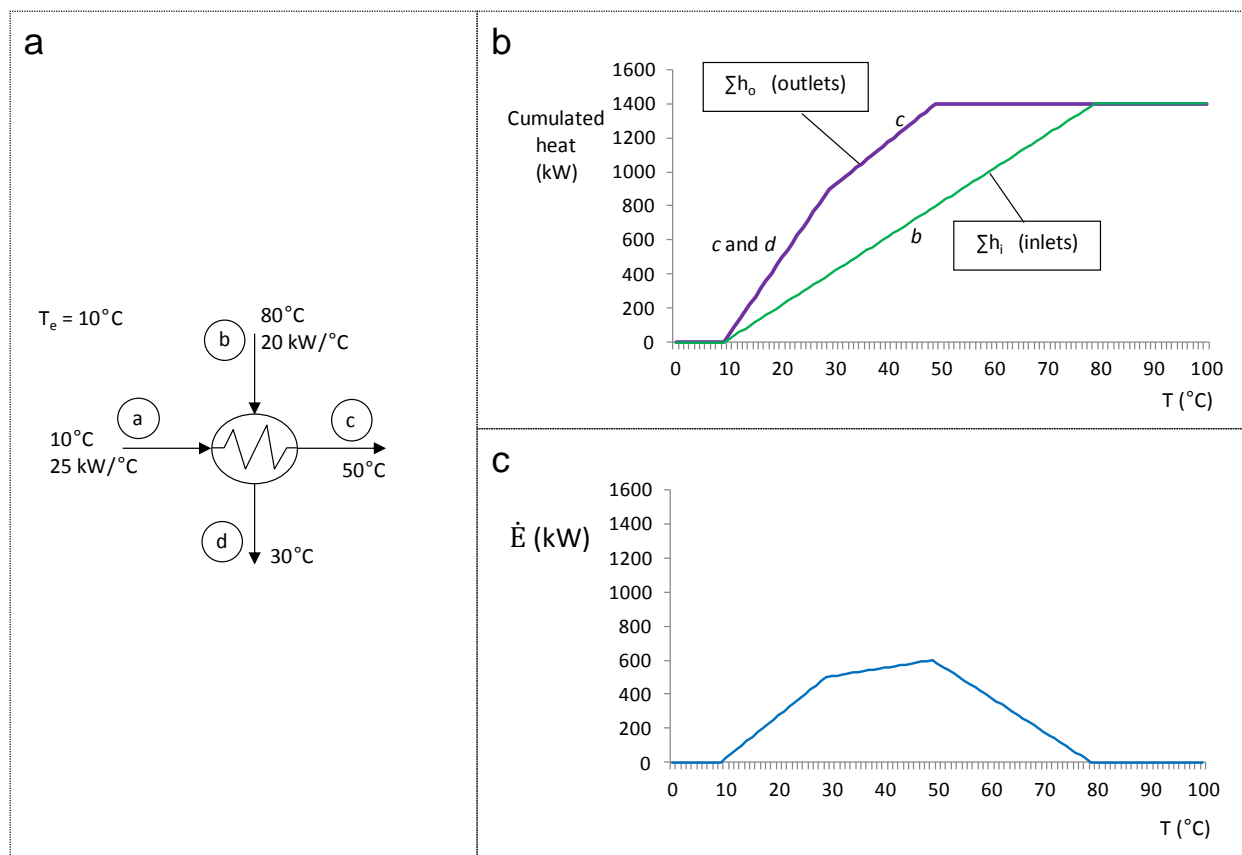 a
T_e = 10°C
80°C
20 kW/°C
b
a
c
10°C
25 kW/°C
50°C
d
30°C
b
Cumulated
heat
(kW)
1600
1400
1200
1000
800
600
400
200
0
∑h_o (outlets)
c
c and d
b
∑h_i (inlets)
0 10 20 30 40 50 60 70 80 90 100
T (°C)
c
Ė (kW)
1600
1400
1200
1000
800
600
400
200
0
0 10 20 30 40 50 60 70 80 90 100
T (°C)